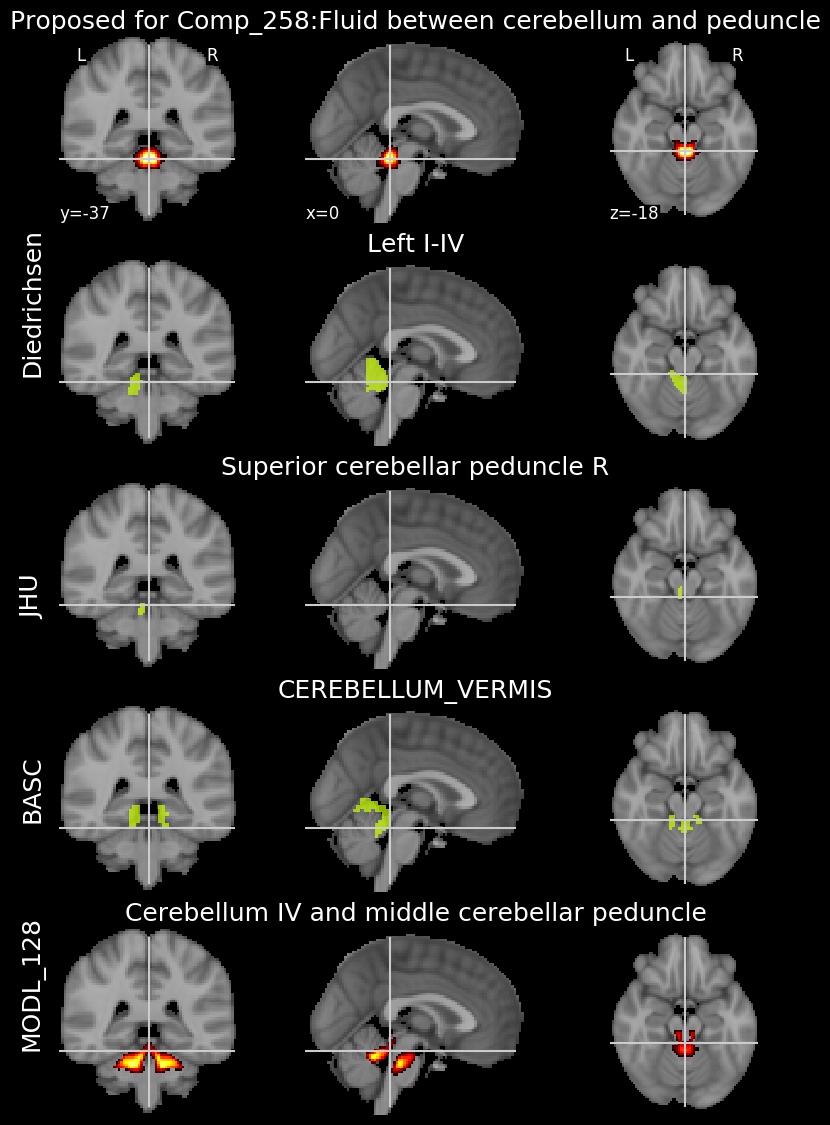 Proposed for Comp_258:Fluid between cerebellum and peduncle
L R L R
y=-37 x=0 z=-18
Left I-IV
Diedrichsen
Superior cerebellar peduncle R
JHU
CEREBELLUM_VERMIS
BASC
Cerebellum IV and middle cerebellar peduncle
MODL_128